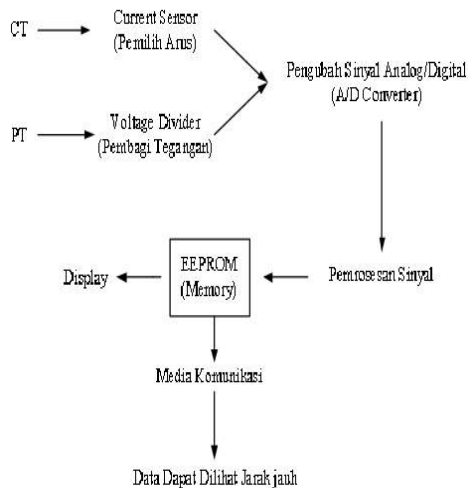 CT
Current Sensor
(Pemilih Arus)
Pengubah Sinyal Analog/Digital
(A/D Converter)
PT
Voltage Divider
(Pembagi Tegangan)
Display
EEPROM
(Memory)
Pemrosesan Sinyal
Media Komunikasi
Data Dapat Dilihat Jarak jauh